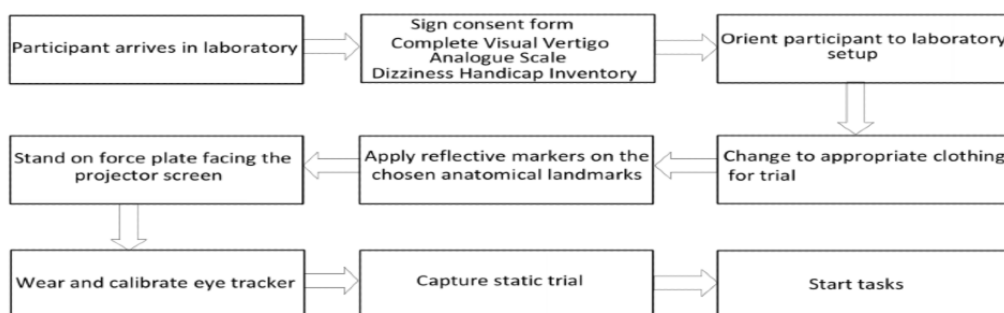 Participant arrives in laboratory
Sign consent form
Complete Visual Vertigo
Analogue Scale
Dizziness Handicap Inventory
Orient participant to laboratory
setup
Change to appropriate clothing
for trial
Apply reflective markers on the
chosen anatomical landmarks
Stand on force plate facing the
projector screen
Wear and calibrate eye tracker
Capture static trial
Start tasks